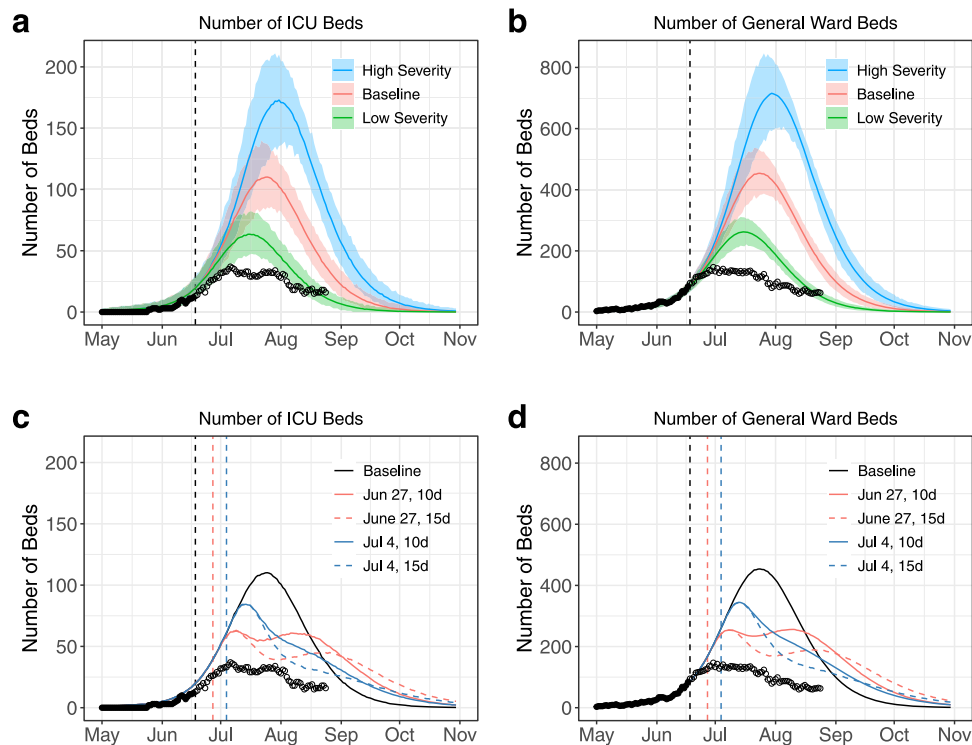 a
Number of ICU Beds
Number of Beds
200
150
100
50
0
High Severity
Baseline
Low Severity
May Jun Jul Aug Sep Oct Nov
b
Number of General Ward Beds
Number of Beds
800
600
400
200
0
High Severity
Baseline
Low Severity
May Jun Jul Aug Sep Oct Nov
c
Number of ICU Beds
Number of Beds
200
150
100
50
0
Baseline
Jun 27, 10d
June 27, 15d
Jul 4, 10d
Jul 4, 15d
May Jun Jul Aug Sep Oct Nov
d
Number of General Ward Beds
Number of Beds
800
600
400
200
0
Baseline
Jun 27, 10d
June 27, 15d
Jul 4, 10d
Jul 4, 15d
May Jun Jul Aug Sep Oct Nov